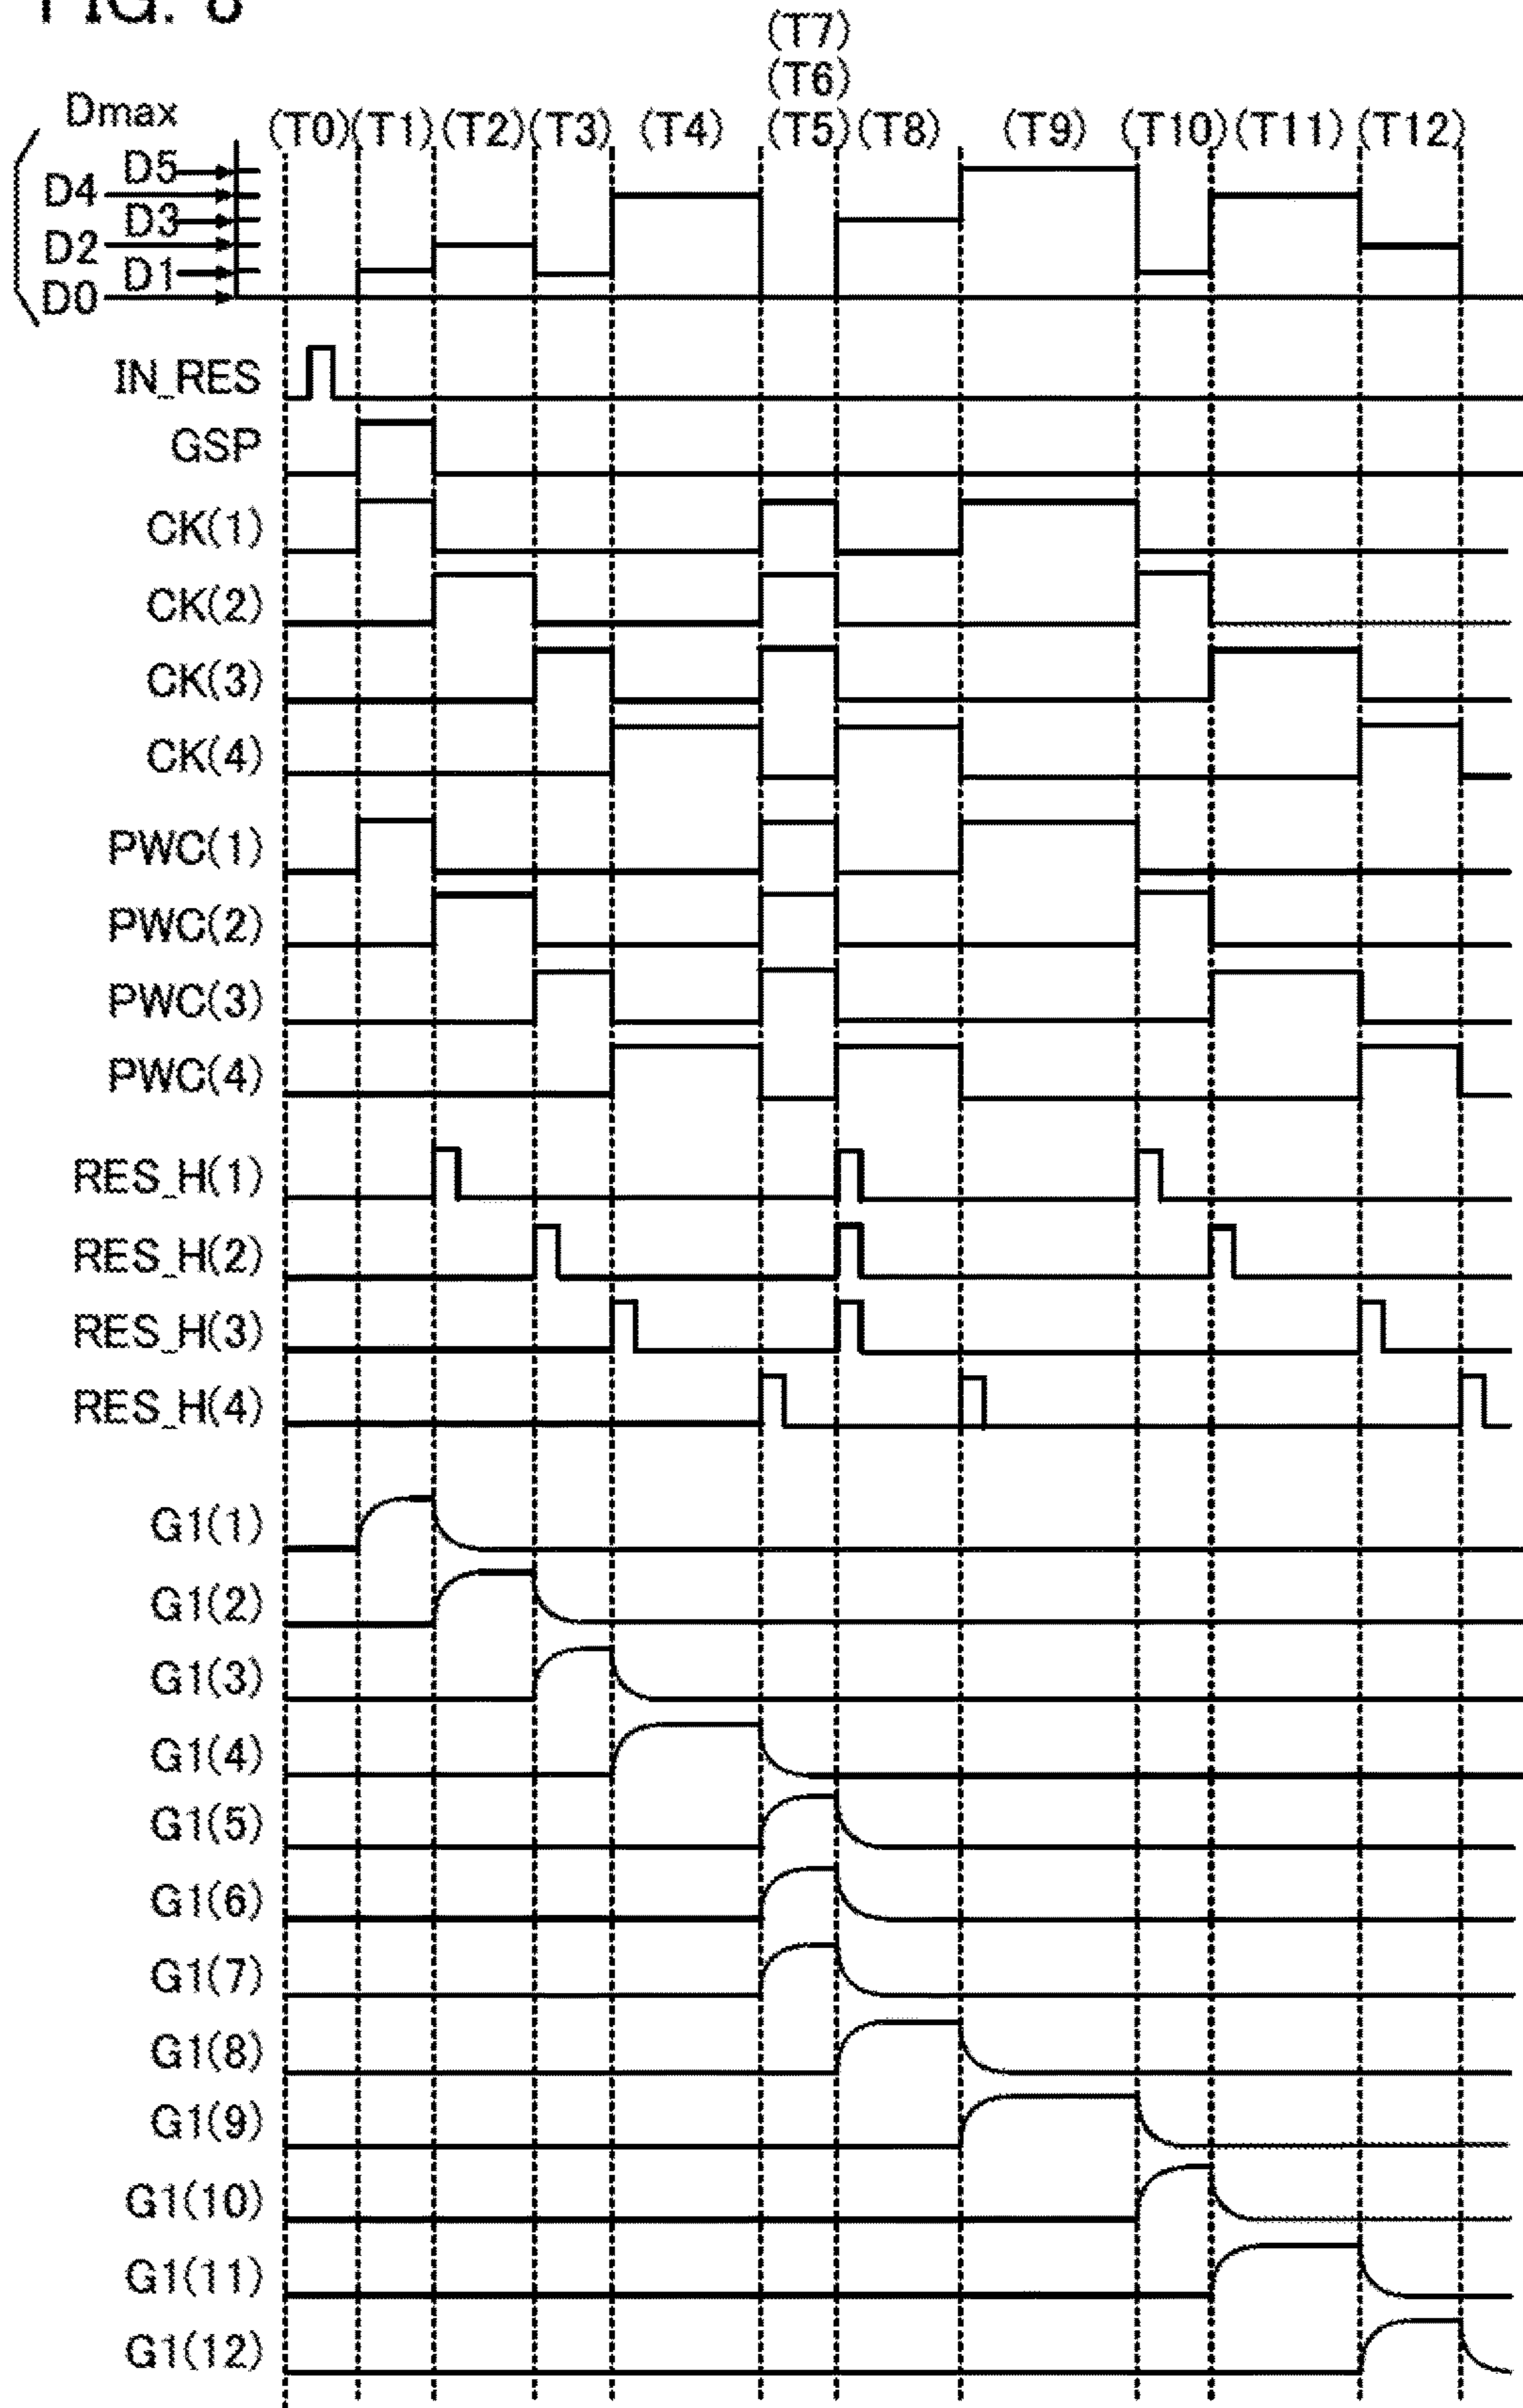 FIG. 8
(T7)
(T6)
Dmax (T0) (T1) (T2) (T3) (T4) (T5) (T8) (T9) (T10) (T11) (T12)
D5
D4
D3
D2
D1
D0
IN_RES
GSP
CK(1)
CK(2)
CK(3)
CK(4)
PWC(1)
PWC(2)
PWC(3)
PWC(4)
RES_H(1)
RES_H(2)
RES_H(3)
RES_H(4)
G1(1)
G1(2)
G1(3)
G1(4)
G1(5)
G1(6)
G1(7)
G1(8)
G1(9)
G1(10)
G1(11)
G1(12)